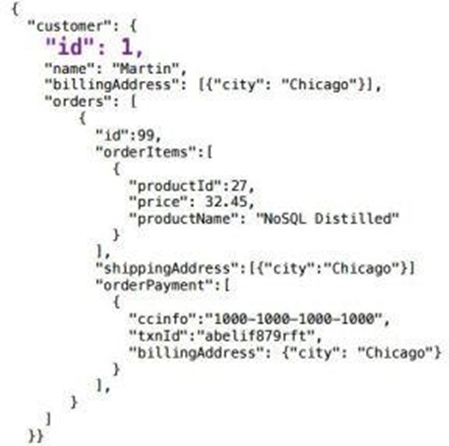 {
"customer": {
"id": 1,
"name": "Martin",
"billingAddress": [{"city": "Chicago"}],
"orders": [
{
"id":99,
"orderItems":[
{
"productId":27,
"price": 32.45,
"productName": "NoSQL Distilled"
}
],
"shippingAddress":[{"city":"Chicago"}]
"orderPayment":[
{
"ccinfo":"1000-1000-1000-1000",
"txnId":"abelif879rft",
"billingAddress": {"city": "Chicago"}
}
],
}
]
}}